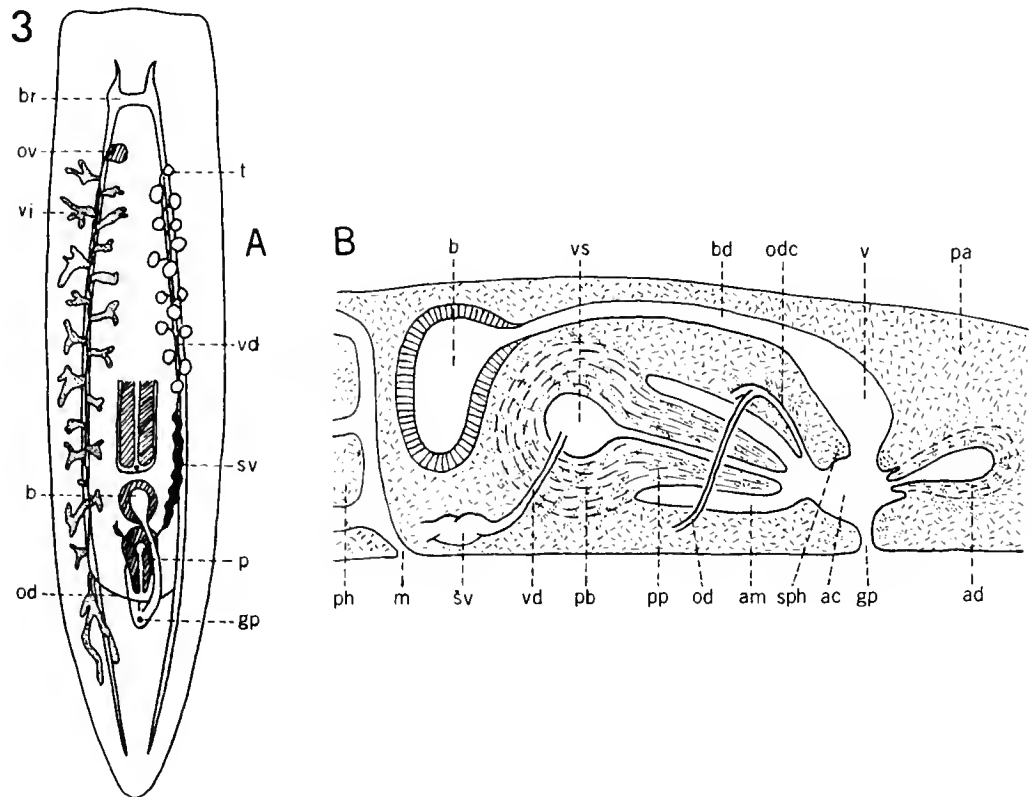 3
br
ov
vi
b
od
t
A
vd
sv
p
gp
B
b vs bd odc v pa
ph m sv vd pb pp od am sph ac gp ad